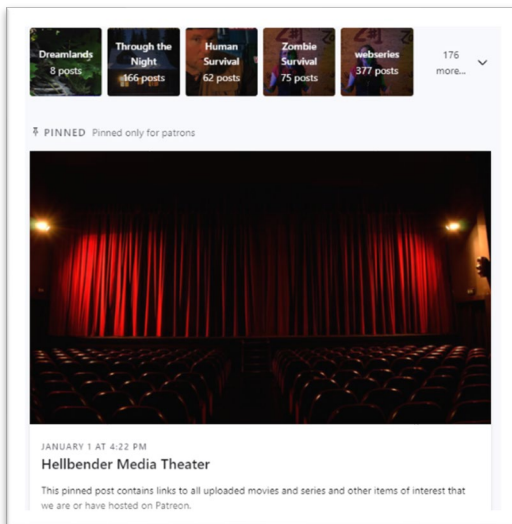 Dreamlands
8 posts
Through the
Night
166 posts
Human
Survival
62 posts
Zombie
Survival
75 posts
webseries
377 posts
176
more...
PINNED Pinned only for patrons
JANUARY 1 AT 4:22 PM
Hellbender Media Theater
This pinned post contains links to all uploaded movies and series and other items of interest that
we are or have hosted on Patreon.